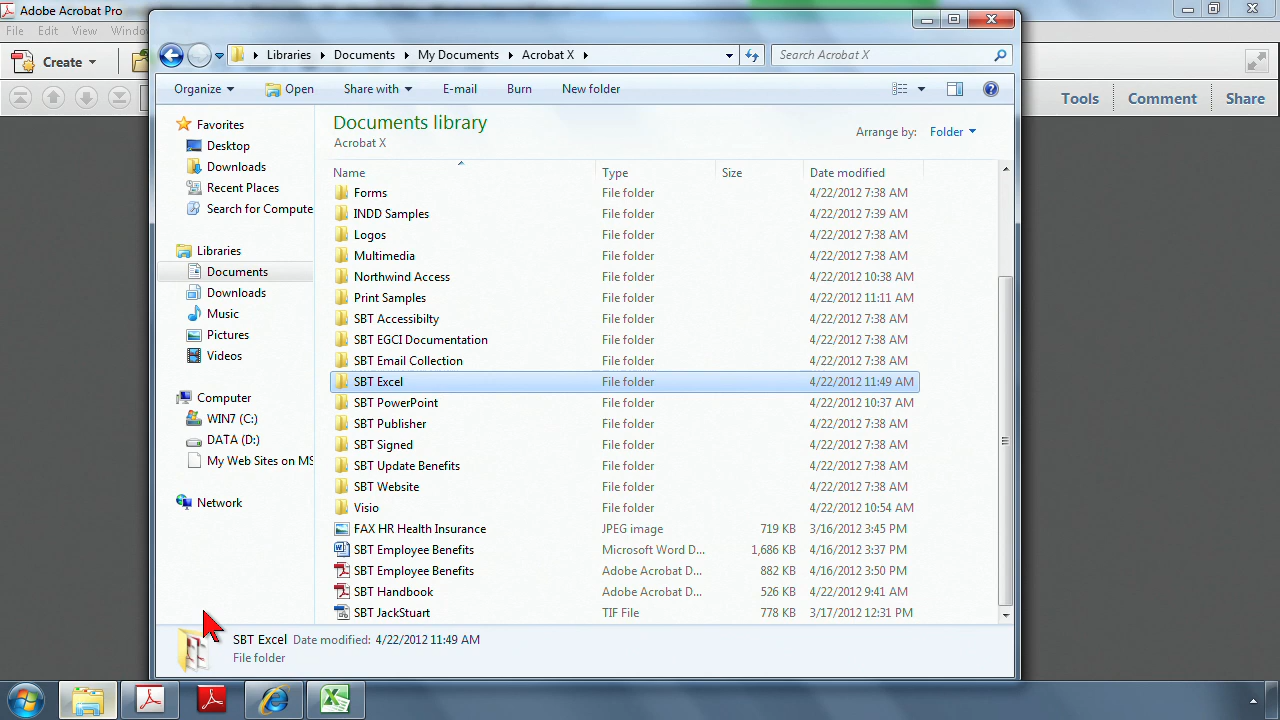 Adobe Acrobat Pro
File Edit View Window
Create
Tools Comment Share
Libraries Documents My Documents Acrobat X
Search Acrobat X
Organize Open Share with E-mail Burn New folder
Favorites
Desktop
Downloads
Recent Places
Search for Compute
Libraries
Documents
Downloads
Music
Pictures
Videos
Computer
WIN7 (C:)
DATA (D:)
My Web Sites on MS
Network
Documents library
Acrobat X
Arrange by: Folder
Name Type Size Date modified
Forms File folder 4/22/2012 7:38 AM
INDD Samples File folder 4/22/2012 7:39 AM
Logos File folder 4/22/2012 7:38 AM
Multimedia File folder 4/22/2012 7:38 AM
Northwind Access File folder 4/22/2012 10:38 AM
Print Samples File folder 4/22/2012 11:11 AM
SBT Accessibilty File folder 4/22/2012 7:38 AM
SBT EGCI Documentation File folder 4/22/2012 7:38 AM
SBT Email Collection File folder 4/22/2012 7:38 AM
SBT Excel File folder 4/22/2012 11:49 AM
SBT PowerPoint File folder 4/22/2012 10:37 AM
SBT Publisher File folder 4/22/2012 7:38 AM
SBT Signed File folder 4/22/2012 7:38 AM
SBT Update Benefits File folder 4/22/2012 7:38 AM
SBT Website File folder 4/22/2012 7:38 AM
Visio File folder 4/22/2012 10:54 AM
FAX HR Health Insurance JPEG image 719 KB 3/16/2012 3:45 PM
SBT Employee Benefits Microsoft Word D... 1,686 KB 4/16/2012 3:37 PM
SBT Employee Benefits Adobe Acrobat D... 882 KB 4/16/2012 3:50 PM
SBT Handbook Adobe Acrobat D... 526 KB 4/22/2012 9:41 AM
SBT JackStuart TIF File 778 KB 3/17/2012 12:31 PM
SBT Excel Date modified: 4/22/2012 11:49 AM
File folder